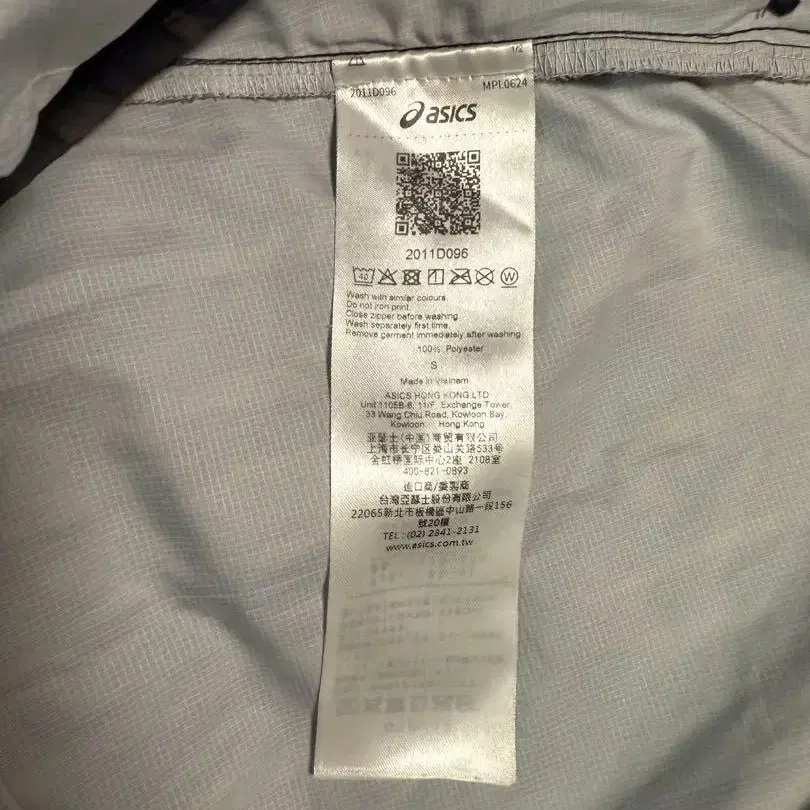 1/2
2011D096 MPL0624
asics
2011D096
40 W
Wash with similar colours.
Do not iron print.
Close zipper before washing.
Wash separately first time.
Remove garment immediately after washing
100% Polyester
S
Made in Vietnam
ASICS HONG KONG LTD
Unit 1105B-6, 11/F, Exchange Tower,
33 Wang Chiu Road, Kowloon Bay,
Kowloon Hong Kong
亚瑟士(中国)商贸有限公司
上海市长宁区娄山关路533号
金虹桥国际中心2座 2108室
400-821-0893
進口商/委製商
台灣亞瑟士股份有限公司
22065新北市板橋區中山路一段156
號20樓
TEL: (02) 2341-2131
www.asics.com.tw